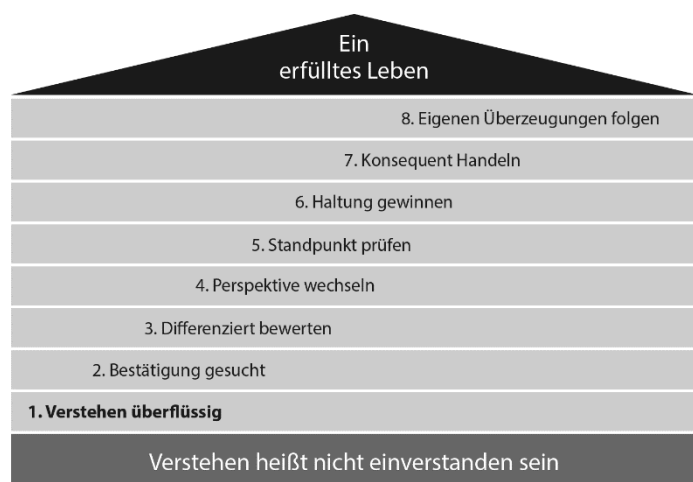 Ein
erfülltes Leben
8. Eigenen Überzeugungen folgen
7. Konsequent Handeln
6. Haltung gewinnen
5. Standpunkt prüfen
4. Perspektive wechseln
3. Differenziert bewerten
2. Bestätigung gesucht
1. Verstehen überflüssig
Verstehen heißt nicht einverstanden sein